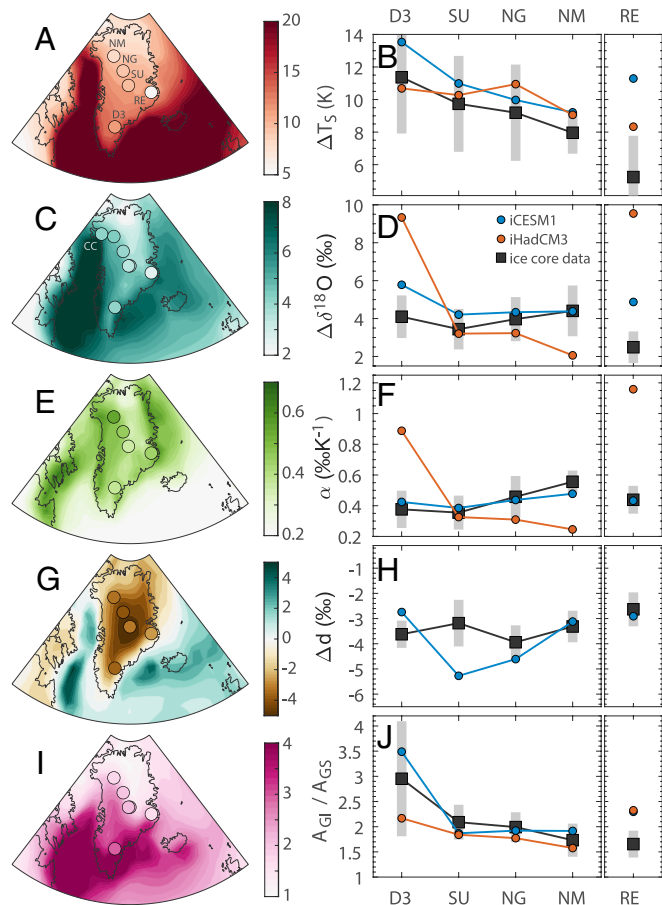 D3 SU NG NM RE
A
NM
NG
SU
RE
D3
20
15
10
5
B
ΔTS (K)
14
12
10
8
6
C
CC
8
6
4
2
D
Δδ18O (‰)
10
8
6
4
2
iCESM1
iHadCM3
ice core data
E
0.6
0.4
0.2
F
α (‰K-1)
1.2
1
0.8
0.6
0.4
0.2
G
4
2
0
-2
-4
H
Δd (‰)
-1
-2
-3
-4
-5
-6
I
4
3
2
1
J
AGI / AGS
3.5
3
2.5
2
1.5
1
D3 SU NG NM RE